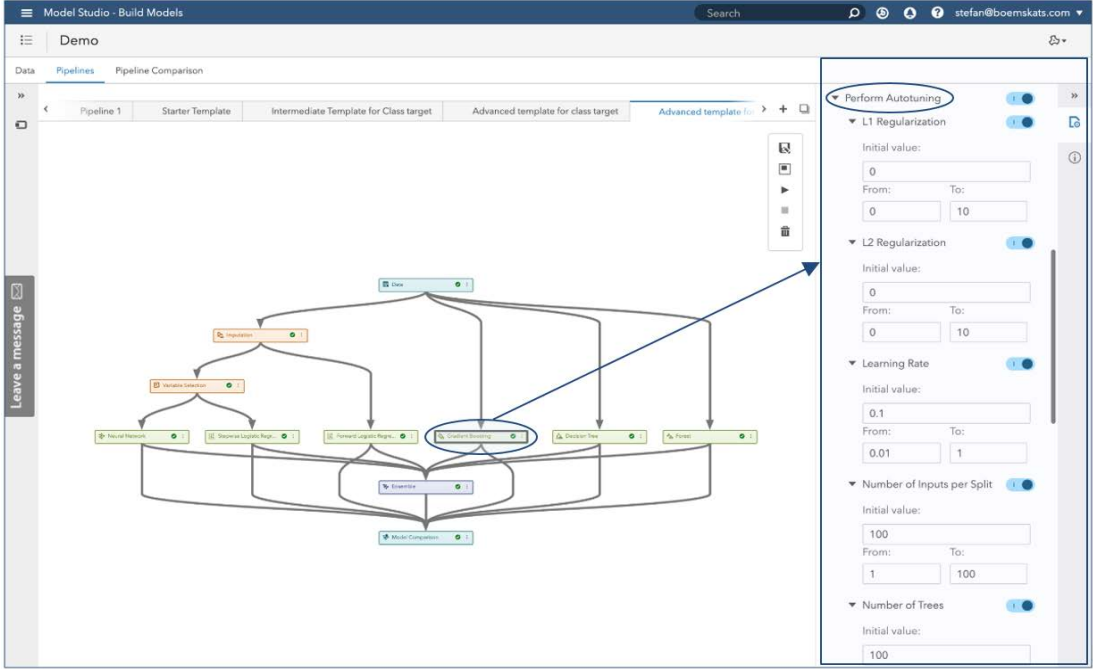 Model Studio - Build Models
Search
stefan@boemskats.com
Demo
Data
Pipelines
Pipeline Comparison
Pipeline 1
Starter Template
Intermediate Template for Class target
Advanced template for class target
Advanced template for
Leave a message
Data
Imputation
Variable Selection
Neural Network
Stepwise Logistic Regr...
Forward Logistic Regre...
Gradient Boosting
Decision Tree
Forest
Ensemble
Model Comparison
Perform Autotuning
L1 Regularization
Initial value:
0
From: To:
0 10
L2 Regularization
Initial value:
0
From: To:
0 10
Learning Rate
Initial value:
0.1
From: To:
0.01 1
Number of Inputs per Split
Initial value:
100
From: To:
1 100
Number of Trees
Initial value:
100